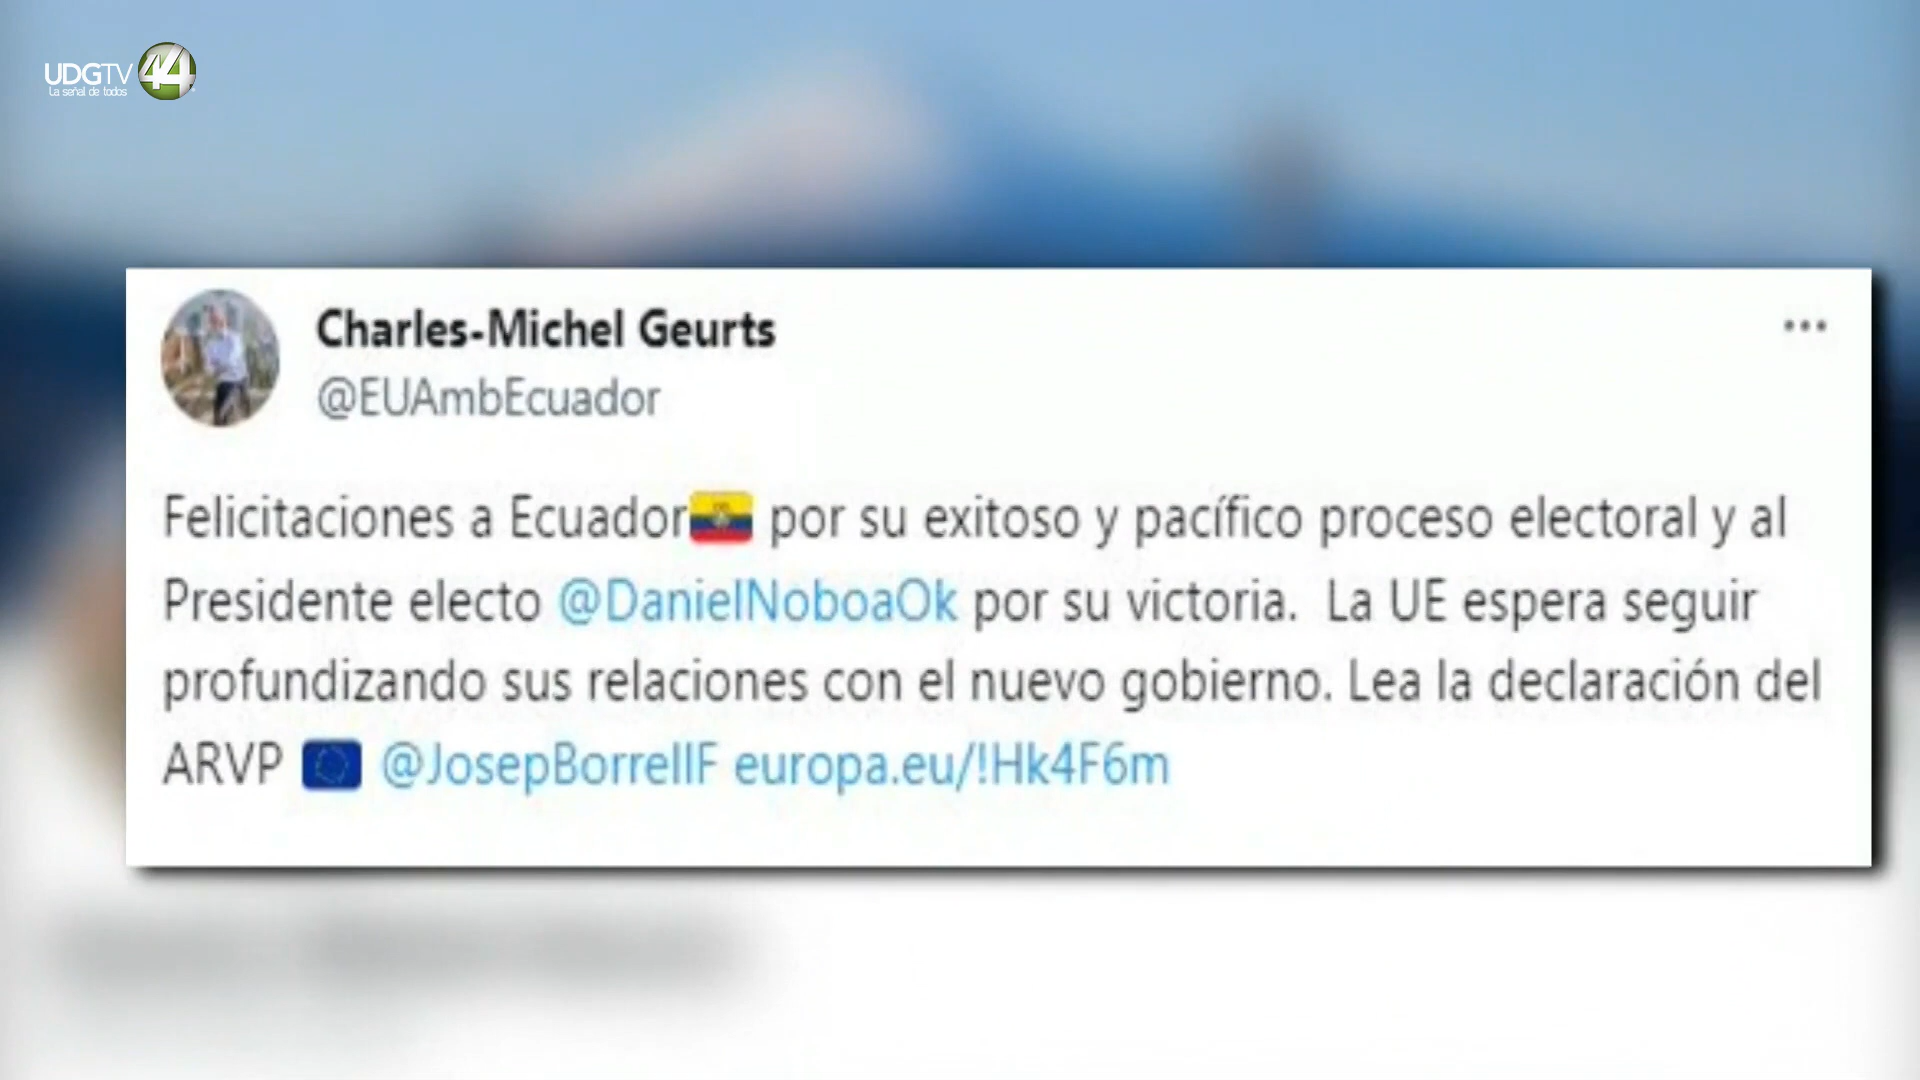 UDGTV 44
La señal de todos
Charles-Michel Geurts
@EUAmbEcuador
Felicitaciones a Ecuador🇪🇨 por su exitoso y pacífico proceso electoral y al
Presidente electo @DanielNoboaOk por su victoria. La UE espera seguir
profundizando sus relaciones con el nuevo gobierno. Lea la declaración del
ARVP 🇪🇺 @JosepBorrellF europa.eu/!Hk4F6m